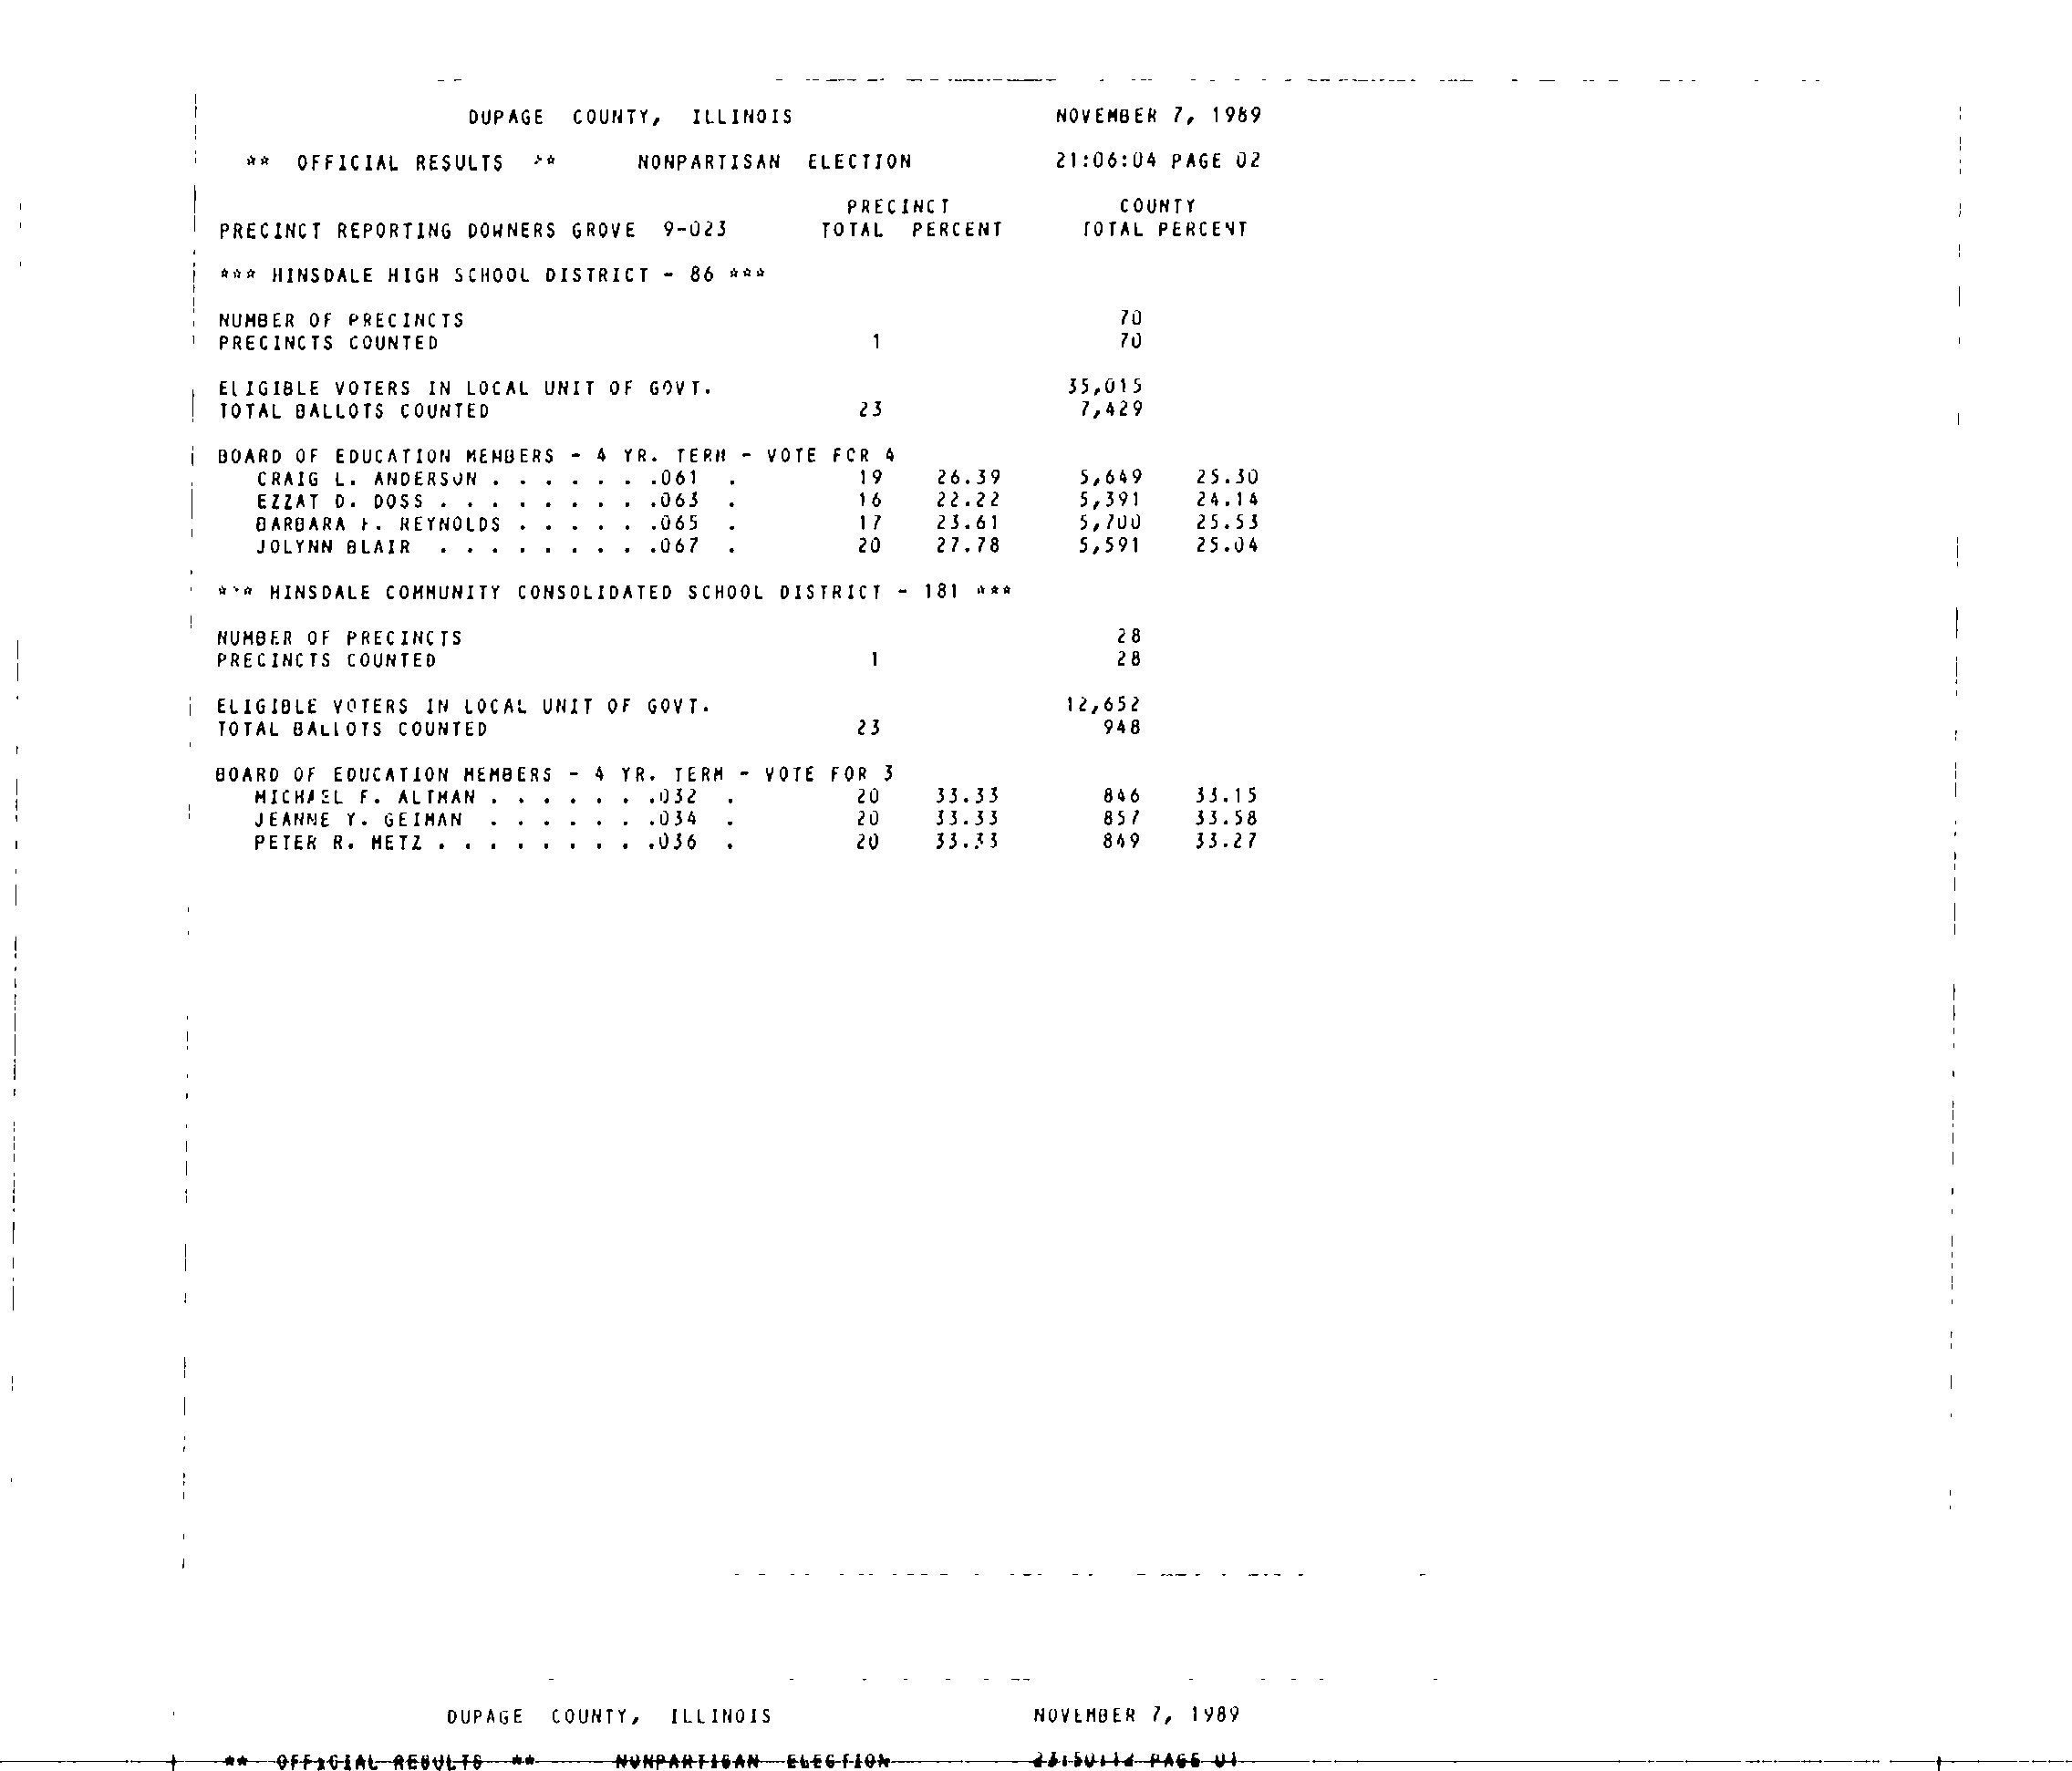 DUPAGE COUNTY, ILLINOIS NOVEMBER 7, 1989
** OFFICIAL RESULTS ** NONPARTISAN ELECTION 21:06:04 PAGE 02
PRECINCT COUNTY
PRECINCT REPORTING DOWNERS GROVE 9-023 TOTAL PERCENT TOTAL PERCENT
*** HINSDALE HIGH SCHOOL DISTRICT - 86 ***
NUMBER OF PRECINCTS 70
PRECINCTS COUNTED 1 70
ELIGIBLE VOTERS IN LOCAL UNIT OF GOVT. 35,015
TOTAL BALLOTS COUNTED 23 7,429
BOARD OF EDUCATION MEMBERS - 4 YR. TERM - VOTE FOR 4
CRAIG L. ANDERSON . . . . . . .061 . 19 26.39 5,649 25.30
EZZAT D. DOSS . . . . . . . . .063 . 16 22.22 5,391 24.14
BARBARA F. REYNOLDS . . . . . .065 . 17 23.61 5,700 25.53
JOLYNN BLAIR . . . . . . . . .067 . 20 27.78 5,591 25.04
*** HINSDALE COMMUNITY CONSOLIDATED SCHOOL DISTRICT - 181 ***
NUMBER OF PRECINCTS 28
PRECINCTS COUNTED 1 28
ELIGIBLE VOTERS IN LOCAL UNIT OF GOVT. 12,652
TOTAL BALLOTS COUNTED 23 948
BOARD OF EDUCATION MEMBERS - 4 YR. TERM - VOTE FOR 3
MICHAEL F. ALTMAN . . . . . . .032 . 20 33.33 846 33.15
JEANNE Y. GEIMAN . . . . . . .034 . 20 33.33 857 33.58
PETER R. METZ . . . . . . . . .036 . 20 33.33 849 33.27
DUPAGE COUNTY, ILLINOIS NOVEMBER 7, 1989
** OFFICIAL RESULTS ** NONPARTISAN ELECTION PAGE 01